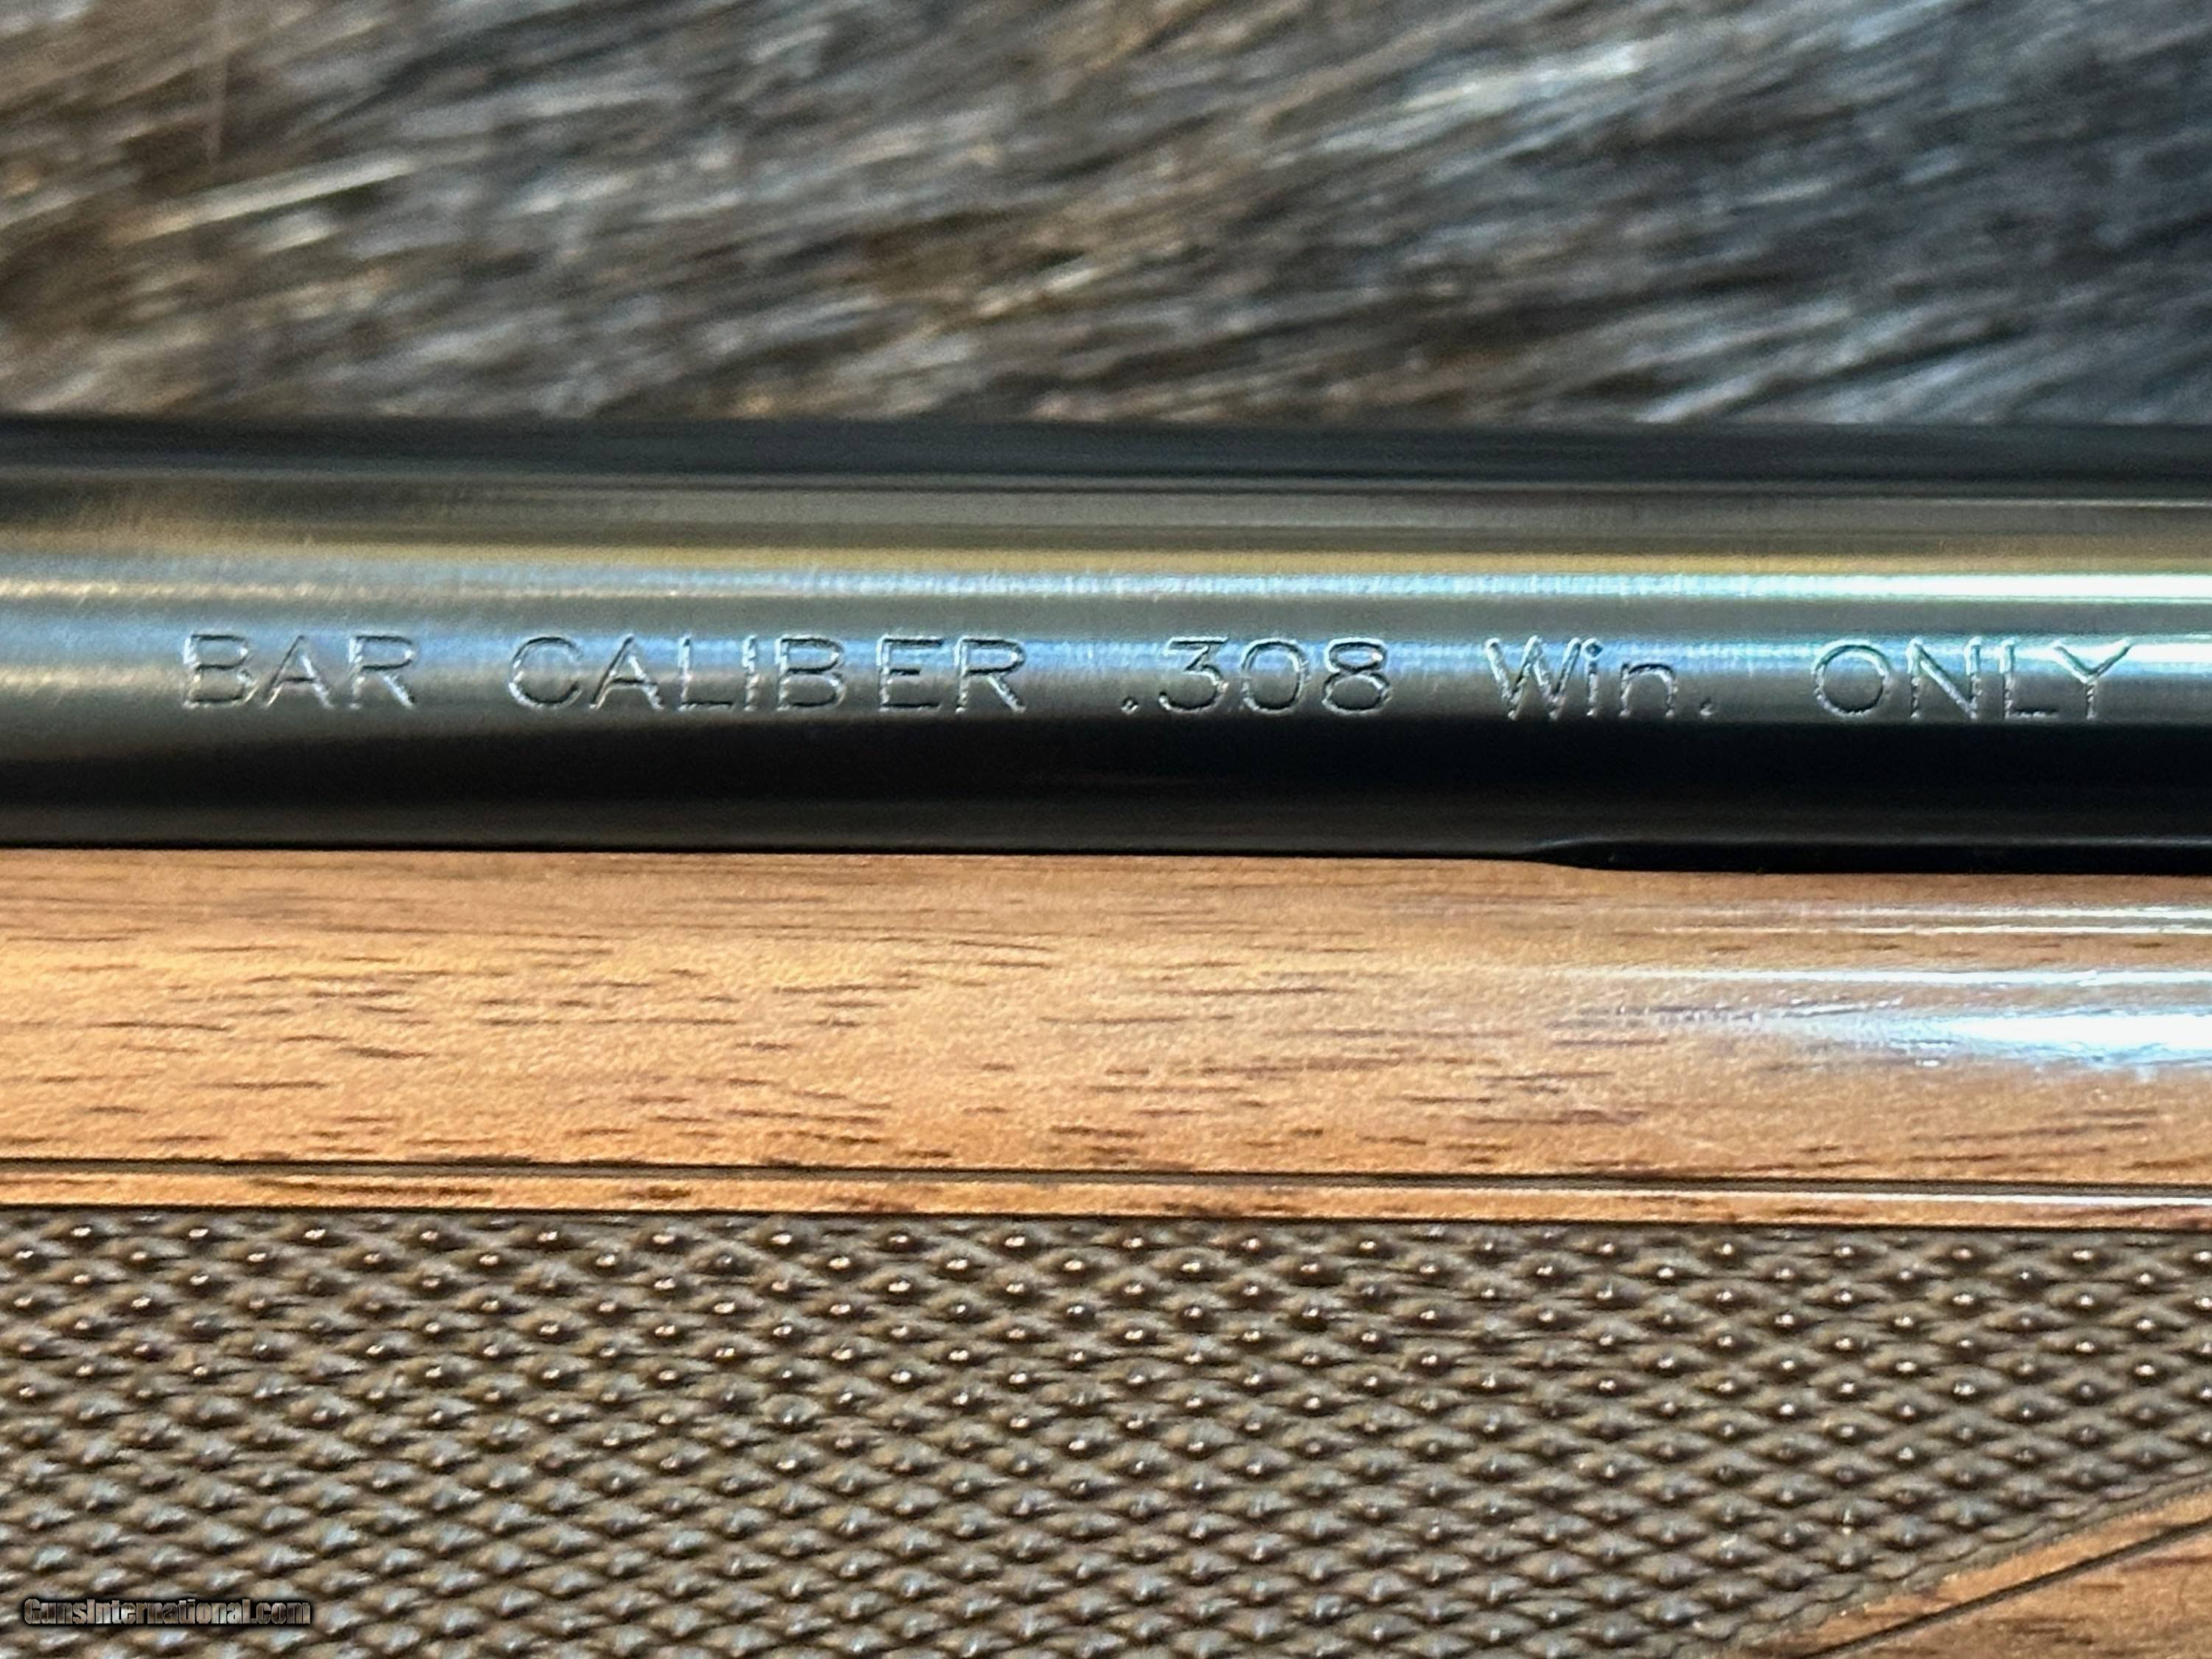 BAR CALIBER .308 Win. ONLY
GunsInternational.com